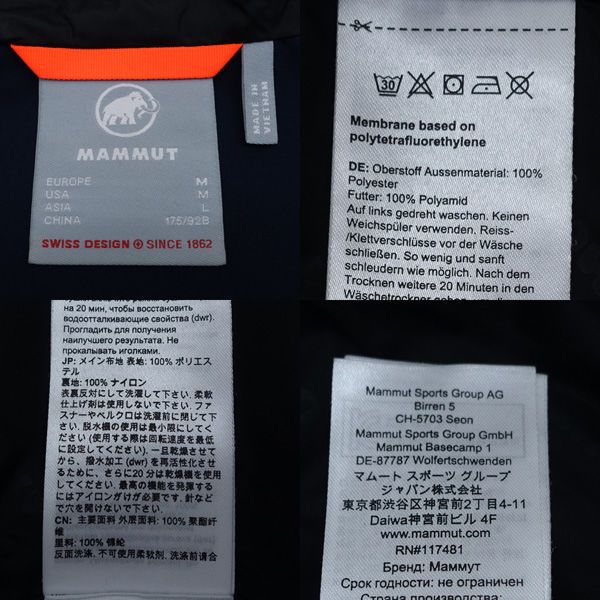 MAMMUT
EUROPE M
USA M
ASIA L
CHINA 175/92B
SWISS DESIGN SINCE 1862
MADE IN
VIETNAM
30
Membrane based on
polytetrafluorethylene
DE: Oberstoff Aussenmaterial: 100%
Polyester
Futter: 100% Polyamid
Auf links gedreht waschen. Keinen
Weichspüler verwenden. Reiss-
/Klettverschlüsse vor der Wäsche
schließen. So wenig und sanft
schleudern wie möglich. Nach dem
Trocknen weitere 20 Minuten in den
Wäschetrockner geben
на 20 мин, чтобы восстановить
водоотталкивающие свойства (dwr).
Прогладить для получения
наилучшего результата. Не
прокалывать иголками.
JP: メイン布地 表地: 100% ポリエス
テル
裏地: 100% ナイロン
表裏反対にして洗濯して下さい. 柔軟
仕上げ剤は使用しないで下さい. ファ
スナーやベルクロは洗濯前に閉じて下
さい. 脱水機の使用は最小限にしてく
ださい (使用する際は回転速度を最低
に設定してください). 一旦乾燥させて
から、撥水加工 (dwr) を再活性化させ
るために、さらに20分は乾燥機を使用
してください. 最高の機能を発揮する
にはアイロンがけが必要です. 針など
で穴を開けないで下さい.
CN: 主要面料 外层面料: 100% 聚酯纤
维
里料: 100% 锦纶
反面洗涤. 不可使用柔软剂. 洗涤前请合
Mammut Sports Group AG
Birren 5
CH-5703 Seon
Mammut Sports Group GmbH
Mammut Basecamp 1
DE-87787 Wolfertschwenden
マムート スポーツ グループ
ジャパン株式会社
東京都渋谷区神宮前2丁目4-11
Daiwa神宮前ビル 4F
www.mammut.com
RN#117481
Бренд: Маммут
Срок годности: не ограничен